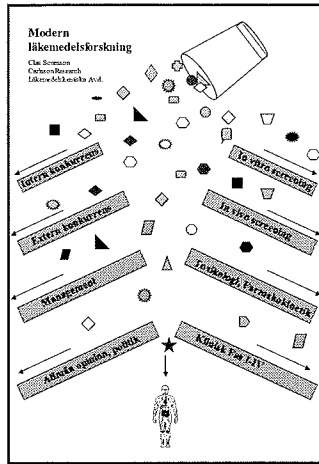 Modern
läkemedelsforskning
Clas Sonesson
Carlsson Research
Läkemedelskemiska Avd.
Intern konkurrens
In vitro screening
Extern konkurrens
In vivo screening
Management
Toxikologi, Farmakokinetik
Allmän opinion, politik
Klinisk Fas I-IV